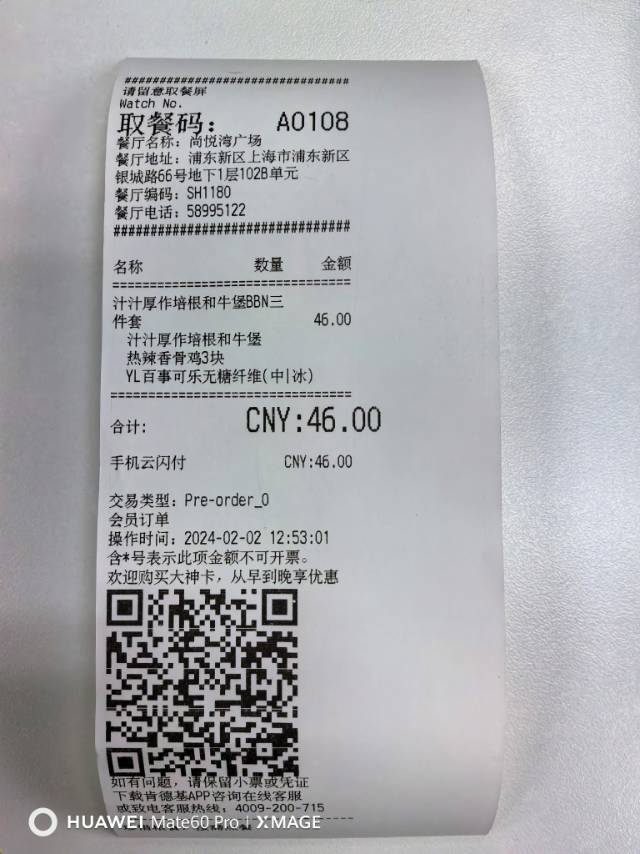 ################################
请留意取餐屏
Watch No.
取餐码： A0108
餐厅名称：尚悦湾广场
餐厅地址：浦东新区上海市浦东新区
银城路66号地下1层102B单元
餐厅编码：SH1180
餐厅电话：58995122
################################
名称 数量 金额
================================
汁汁厚作培根和牛堡BBN三
件套 46.00
汁汁厚作培根和牛堡
热辣香骨鸡3块
YL百事可乐无糖纤维(中|冰)
================================
合计: CNY:46.00
手机云闪付 CNY:46.00
交易类型：Pre-order_0
会员订单
操作时间：2024-02-02 12:53:01
含*号表示此项金额不可开票。
欢迎购买大神卡，从早到晚享优惠
如有问题，请保留小票或凭证
下载肯德基APP咨询在线客服
或致电客服热线：4009-200-715
HUAWEI Mate60 Pro | XMAGE